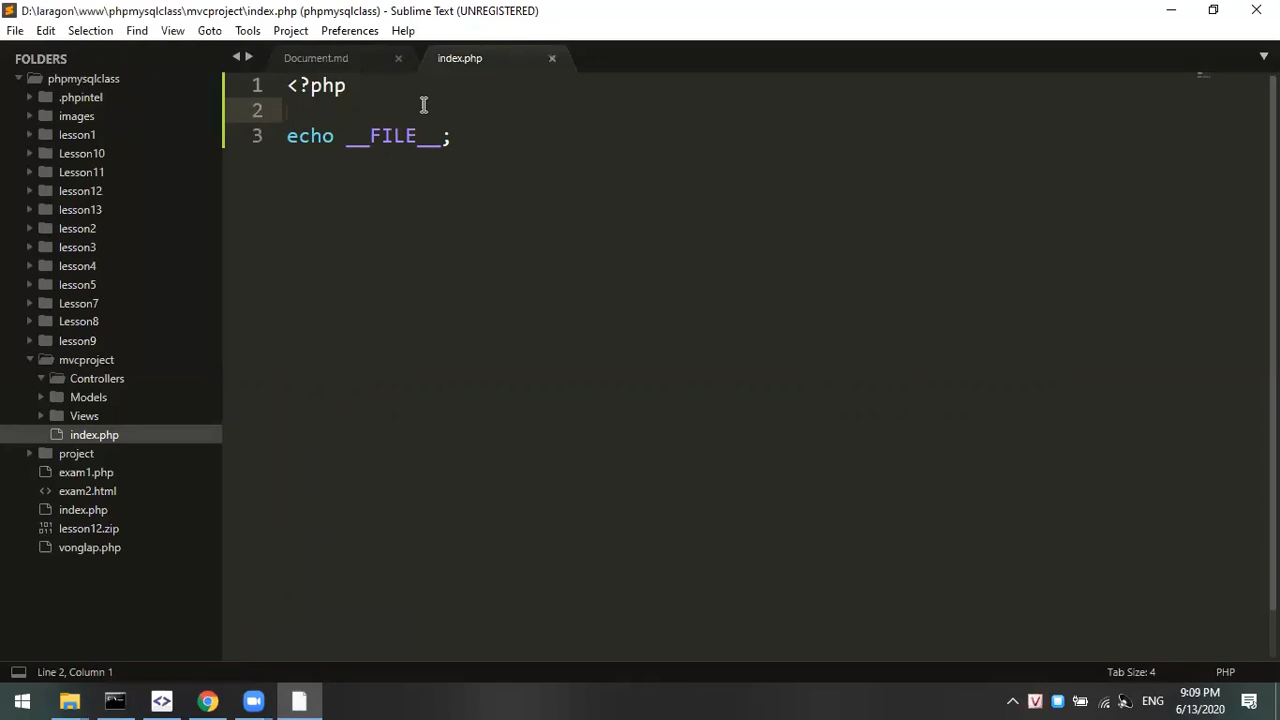 D:\laragon\www\phpmysqlclass\mvcproject\index.php (phpmysqlclass) - Sublime Text (UNREGISTERED)
File Edit Selection Find View Goto Tools Project Preferences Help
FOLDERS
phpmysqlclass
.phpintel
images
lesson1
Lesson10
Lesson11
lesson12
lesson13
lesson2
lesson3
lesson4
lesson5
Lesson7
Lesson8
lesson9
mvcproject
Controllers
Models
Views
index.php
project
exam1.php
exam2.html
index.php
lesson12.zip
vonglap.php
Document.md index.php
1 <?php
2
3 echo __FILE__;
Line 2, Column 1 Tab Size: 4 PHP
V ENG 9:09 PM
6/13/2020